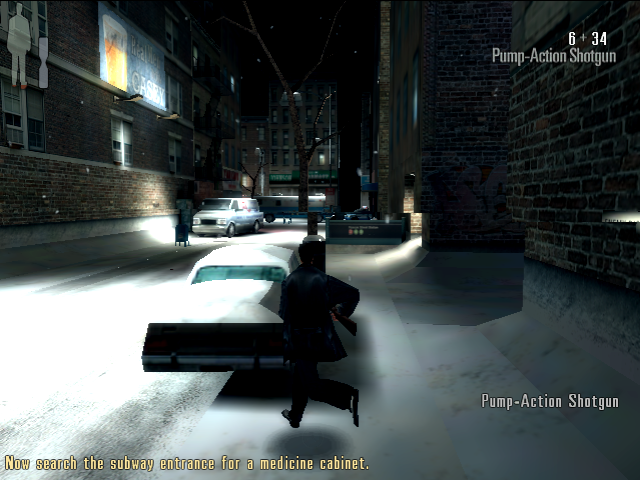 6 + 34
Pump-Action Shotgun
Pump-Action Shotgun
Now search the subway entrance for a medicine cabinet.